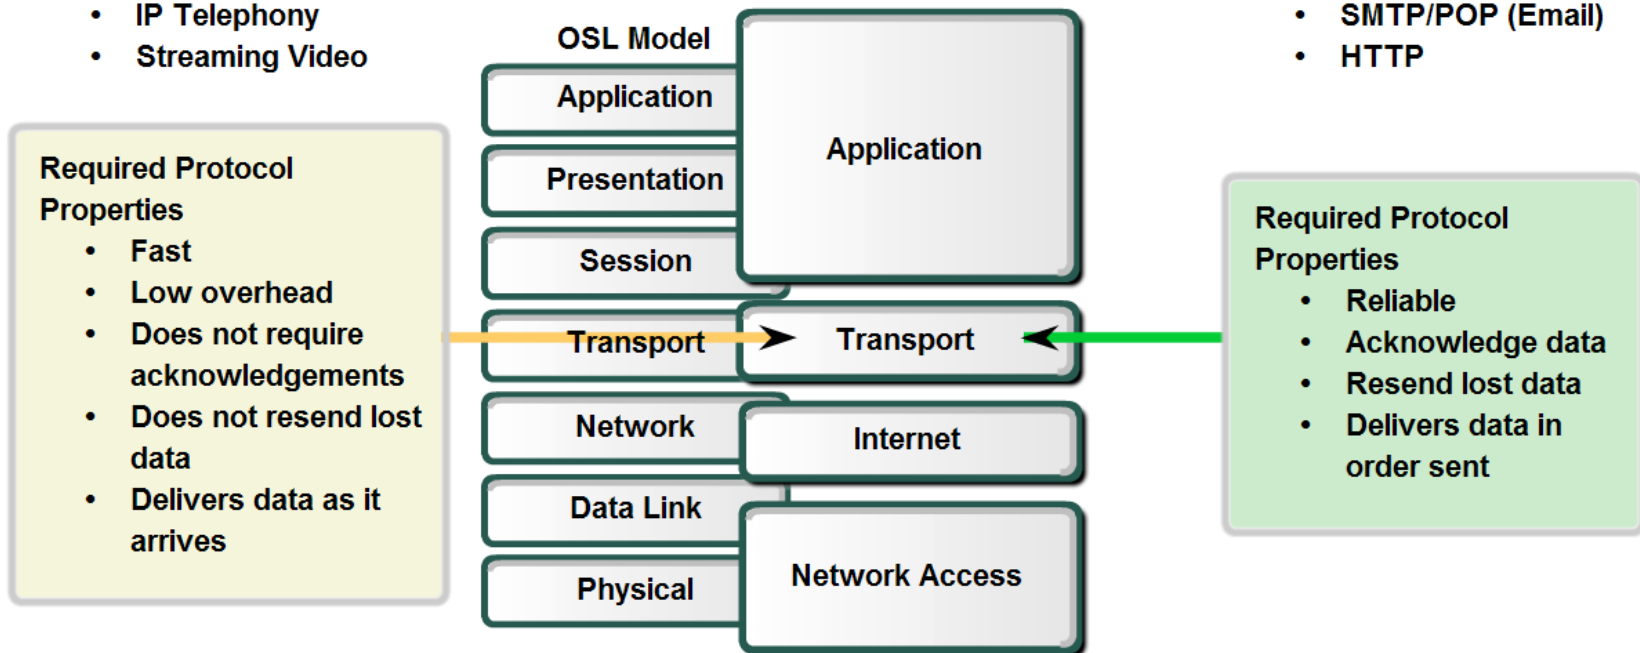 • IP Telephony
• Streaming Video
Required Protocol
Properties
• Fast
• Low overhead
• Does not require
acknowledgements
• Does not resend lost
data
• Delivers data as it
arrives
OSL Model
Application
Presentation
Session
Transport
Network
Data Link
Physical
Application
Transport
Internet
Network Access
• SMTP/POP (Email)
• HTTP
Required Protocol
Properties
• Reliable
• Acknowledge data
• Resend lost data
• Delivers data in
order sent